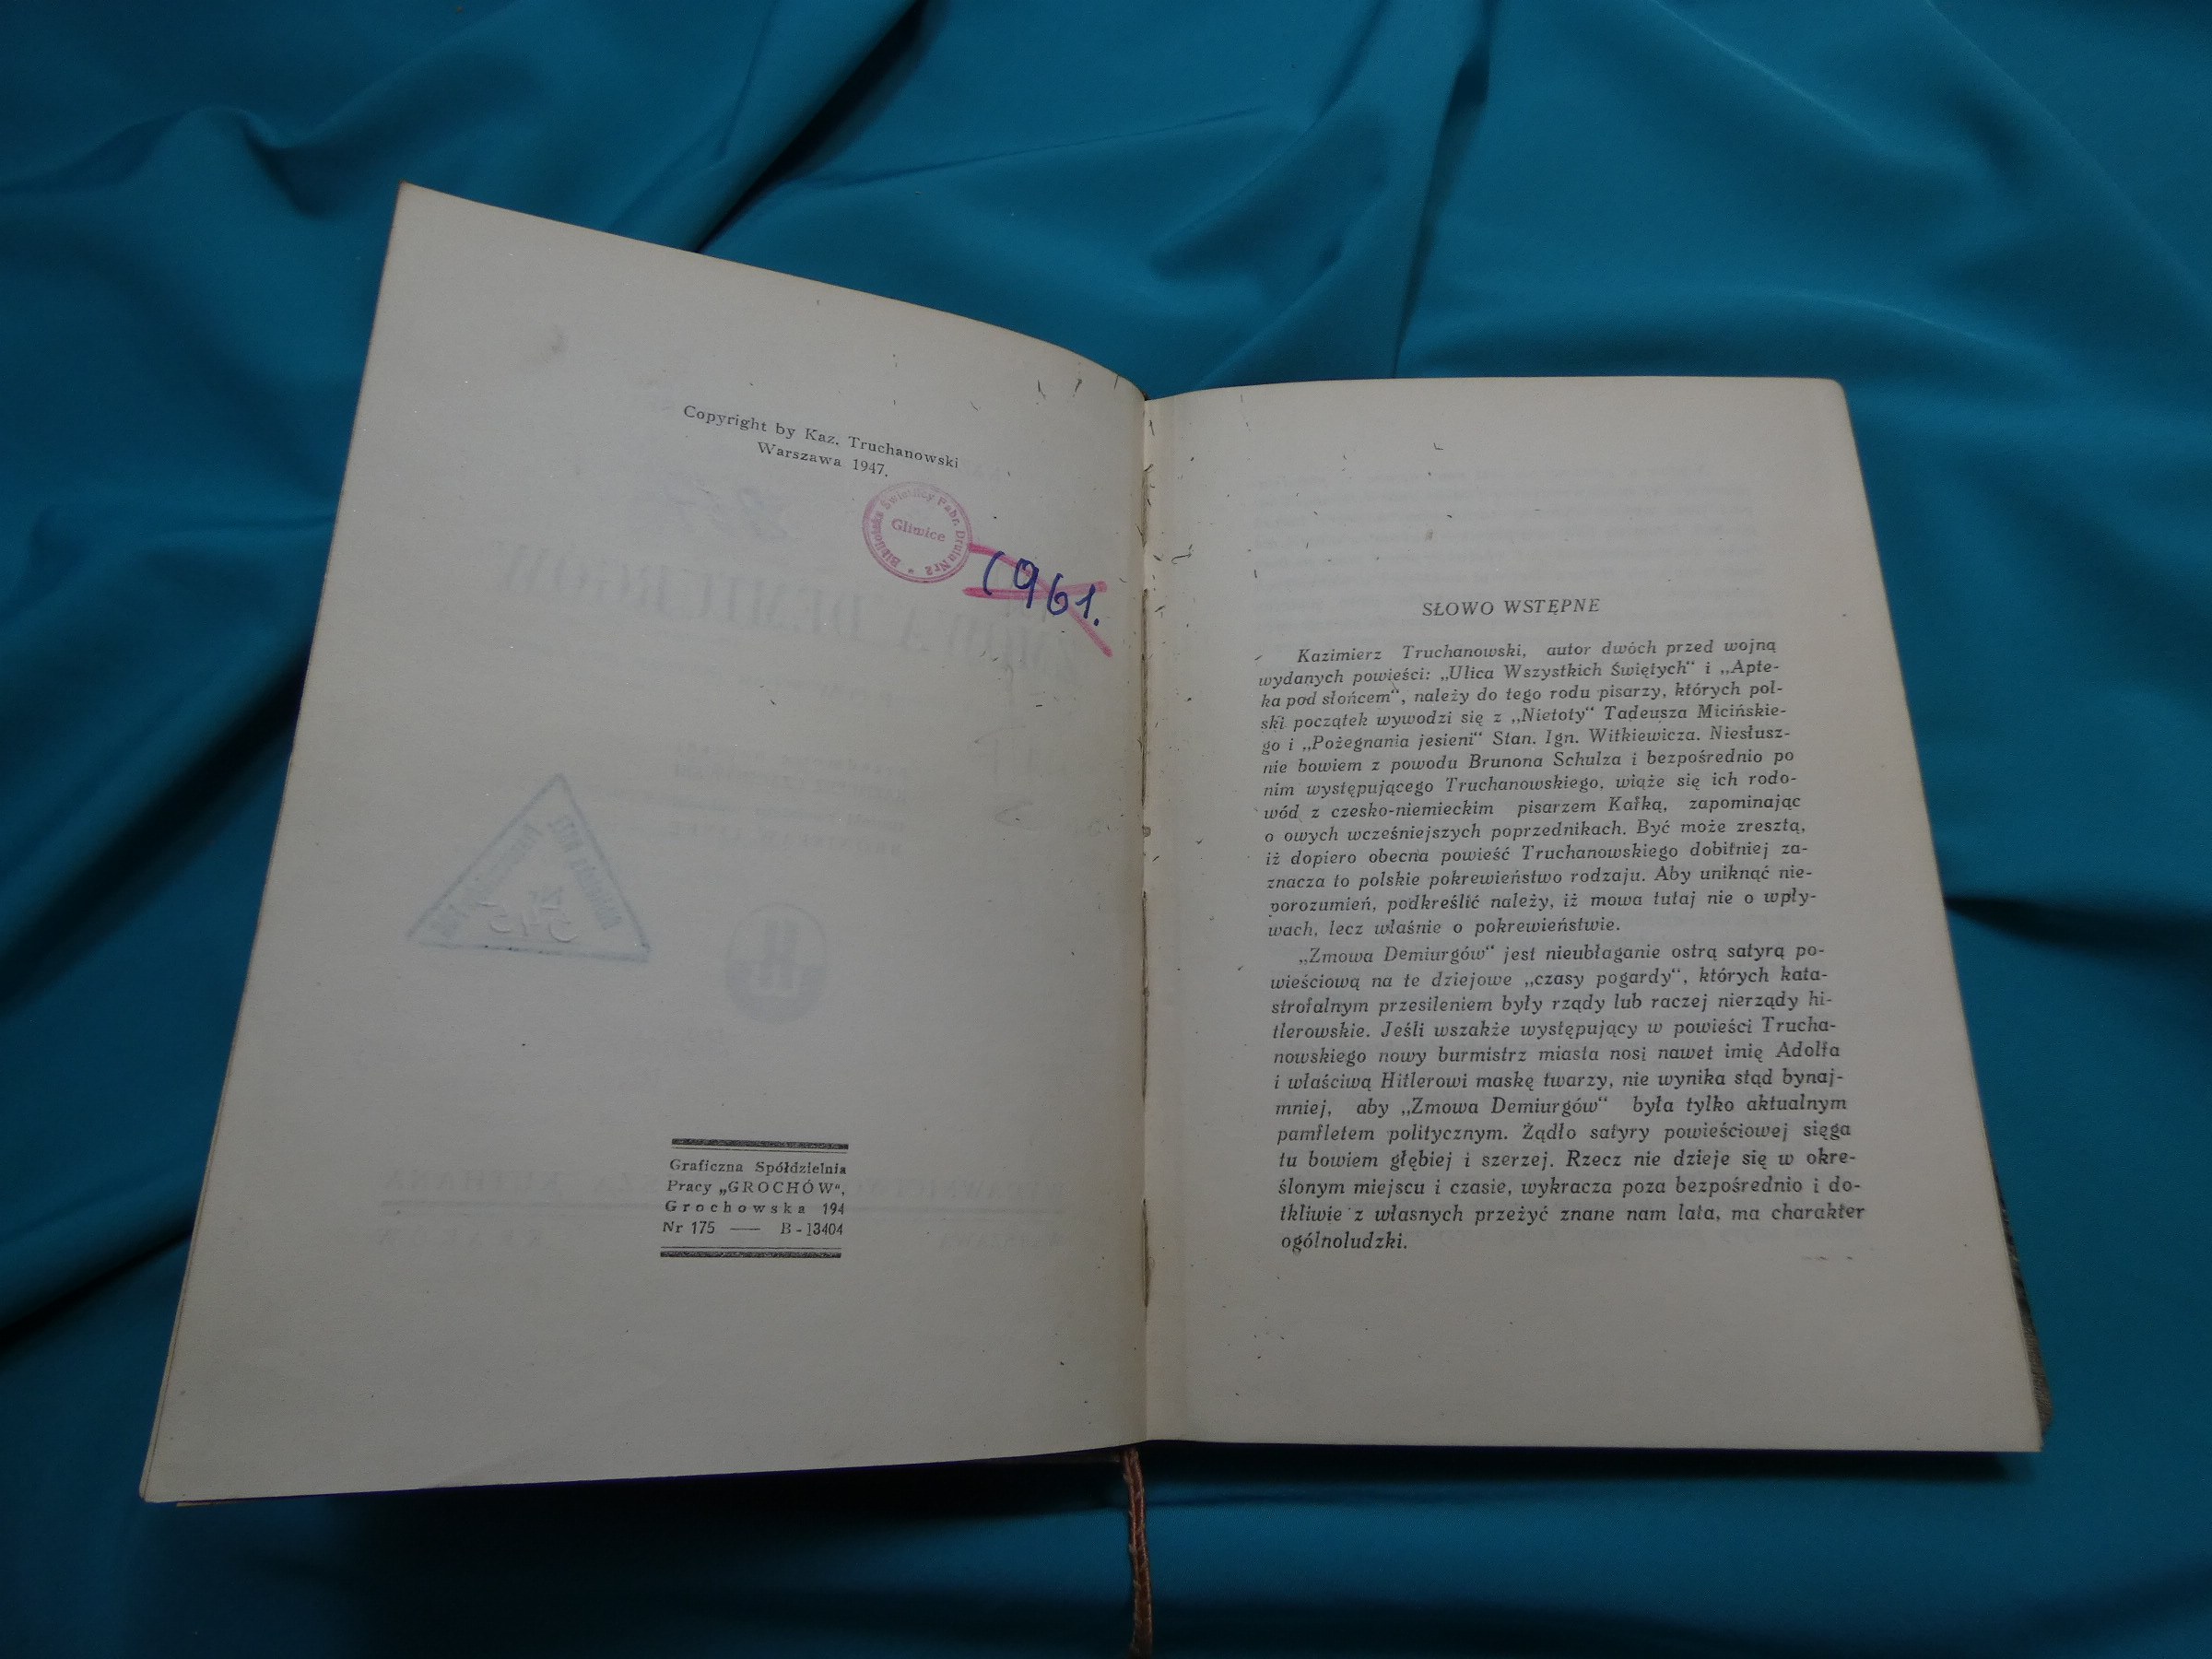 Copyright by Kaz. Truchanowski
Warszawa 1947.
Biblioteka Świetlicy Fabr. Drutu Nr 2
Gliwice
1961.
Graficzna Spółdzielnia
Pracy „GROCHÓW“,
Grochowska 194
Nr 175 — B-13404
SŁOWO WSTĘPNE
Kazimierz Truchanowski, autor dwóch przed wojną
wydanych powieści: „Ulica Wszystkich Świętych“ i „Apte-
ka pod słońcem“, należy do tego rodu pisarzy, których pol-
ski początek wywodzi się z „Nietoty“ Tadeusza Micińskie-
go i „Pożegnania jesieni“ Stan. Ign. Witkiewicza. Niesłusz-
nie bowiem z powodu Brunona Schulza i bezpośrednio po
nim występującego Truchanowskiego, wiąże się ich rodo-
wód z czesko-niemieckim pisarzem Kafką, zapominając
o owych wcześniejszych poprzednikach. Być może zresztą,
iż dopiero obecna powieść Truchanowskiego dobitniej za-
znacza to polskie pokrewieństwo rodzaju. Aby uniknąć nie-
porozumień, podkreślić należy, iż mowa tutaj nie o wpły-
wach, lecz właśnie o pokrewieństwie.
„Zmowa Demiurgów“ jest nieubłaganie ostrą satyrą po-
wieściową na te dziejowe „czasy pogardy“, których kata-
strofalnym przesileniem były rządy lub raczej nierządy hi-
tlerowskie. Jeśli wszakże występujący w powieści Trucha-
nowskiego nowy burmistrz miasta nosi nawet imię Adolfa
i właściwą Hitlerowi maskę twarzy, nie wynika stąd bynaj-
mniej, aby „Zmowa Demiurgów“ była tylko aktualnym
pamfletem politycznym. Żądło satyry powieściowej sięga
tu bowiem głębiej i szerzej. Rzecz nie dzieje się w okre-
ślonym miejscu i czasie, wykracza poza bezpośrednio i do-
tkliwie z własnych przeżyć znane nam lata, ma charakter
ogólnoludzki.